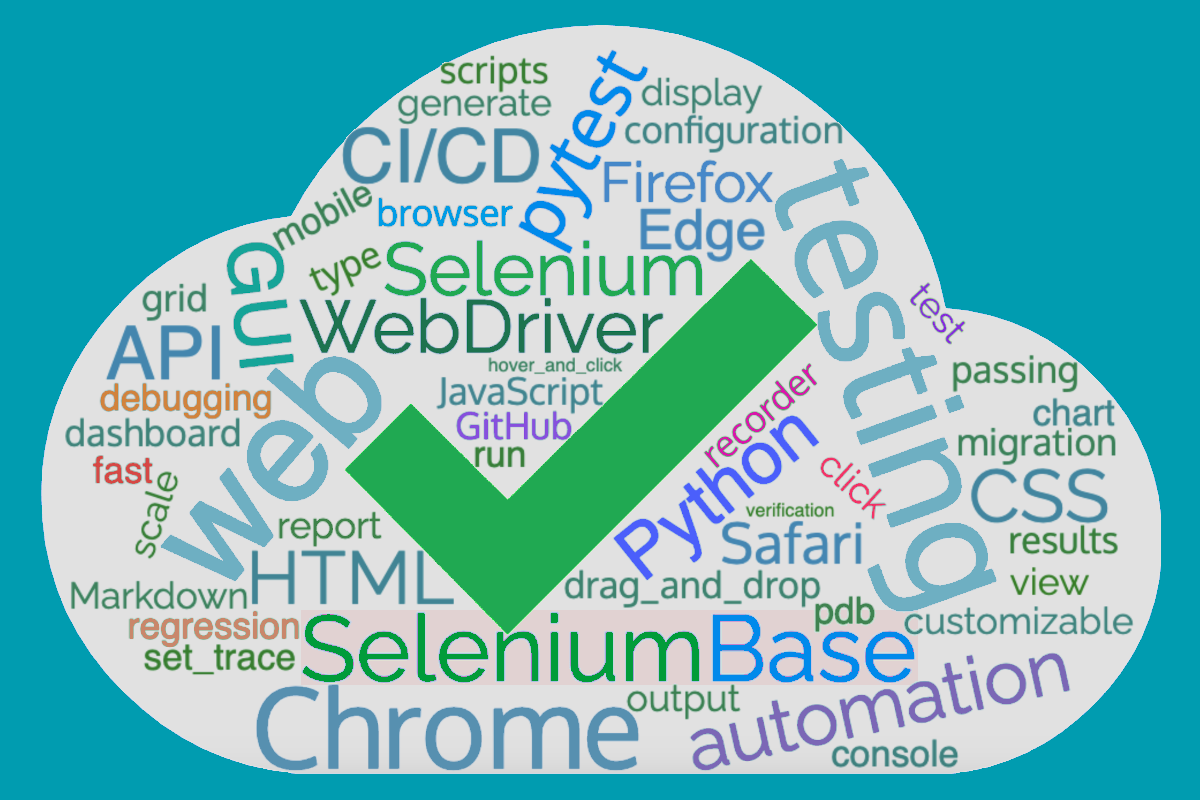 scripts
generate
CI/CD
pytest
display
configuration
Firefox
Edge
testing
mobile
browser
GUI
type
Selenium
WebDriver
hover_and_click
JavaScript
GitHub
run
grid
API
debugging
dashboard
fast
scale
web
test
passing
chart
migration
CSS
results
view
customizable
recorder
Python
click
verification
Safari
drag_and_drop
pdb
report
HTML
Markdown
regression
set_trace
SeleniumBase
Chrome
output
automation
console